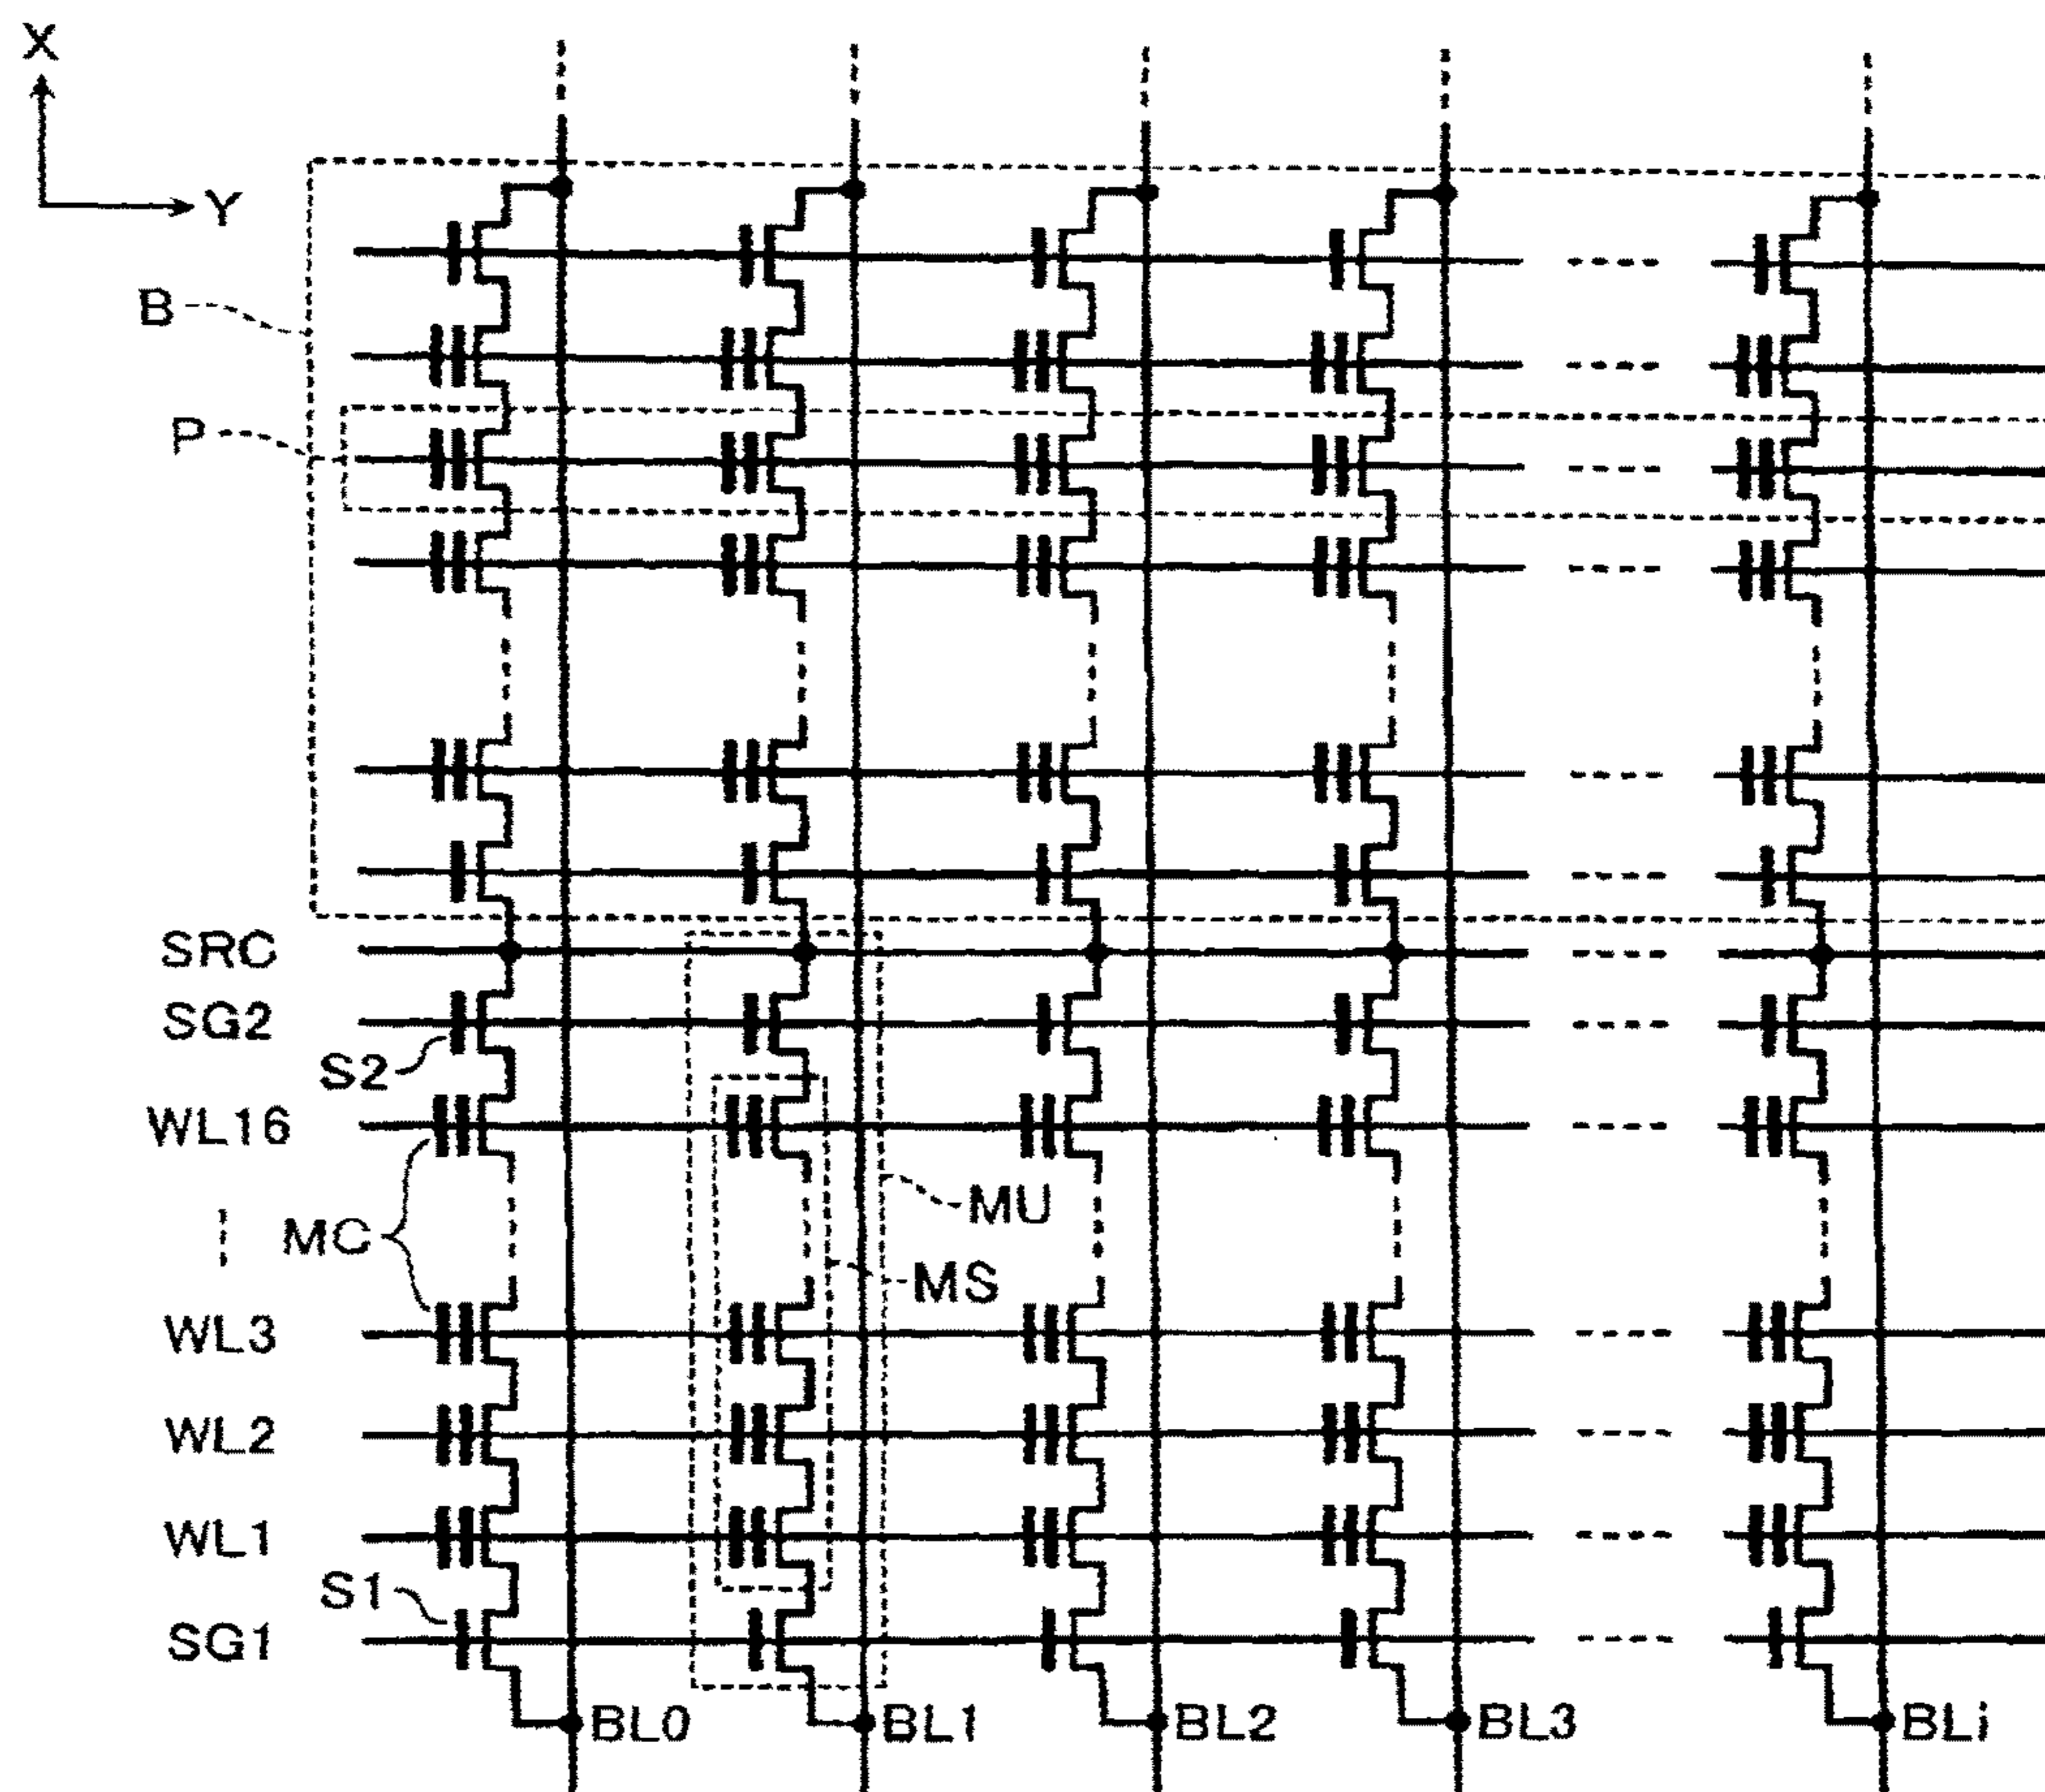 X
Y
B
P
SRC
SG2
S2
WL16
MU
MC
MS
WL3
WL2
WL1
S1
SG1
BL0 BL1 BL2 BL3 BLi